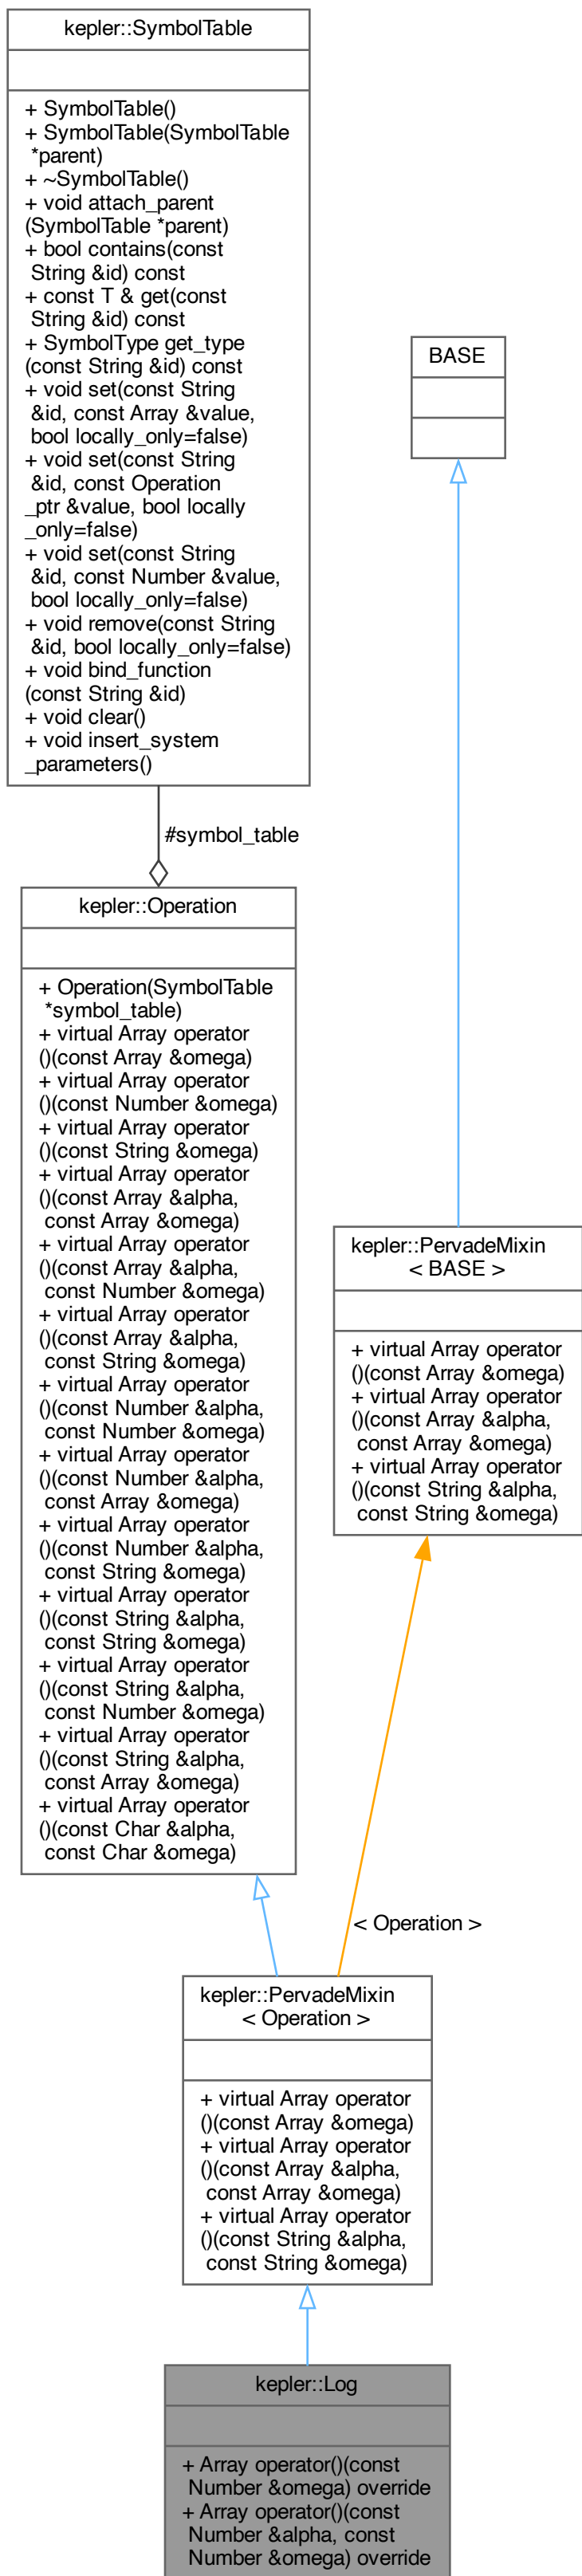 kepler::SymbolTable
+ SymbolTable()
+ SymbolTable(SymbolTable
*parent)
+ ~SymbolTable()
+ void attach_parent
(SymbolTable *parent)
+ bool contains(const
String &id) const
+ const T & get(const
String &id) const
+ SymbolType get_type
(const String &id) const
+ void set(const String
&id, const Array &value,
bool locally_only=false)
+ void set(const String
&id, const Operation
_ptr &value, bool locally
_only=false)
+ void set(const String
&id, const Number &value,
bool locally_only=false)
+ void remove(const String
&id, bool locally_only=false)
+ void bind_function
(const String &id)
+ void clear()
+ void insert_system
_parameters()
BASE
#symbol_table
kepler::Operation
+ Operation(SymbolTable
*symbol_table)
+ virtual Array operator
()(const Array &omega)
+ virtual Array operator
()(const Number &omega)
+ virtual Array operator
()(const String &omega)
+ virtual Array operator
()(const Array &alpha,
const Array &omega)
+ virtual Array operator
()(const Array &alpha,
const Number &omega)
+ virtual Array operator
()(const Array &alpha,
const String &omega)
+ virtual Array operator
()(const Number &alpha,
const Number &omega)
+ virtual Array operator
()(const Number &alpha,
const Array &omega)
+ virtual Array operator
()(const Number &alpha,
const String &omega)
+ virtual Array operator
()(const String &alpha,
const String &omega)
+ virtual Array operator
()(const String &alpha,
const Number &omega)
+ virtual Array operator
()(const String &alpha,
const Array &omega)
+ virtual Array operator
()(const Char &alpha,
const Char &omega)
kepler::PervadeMixin
< BASE >
+ virtual Array operator
()(const Array &omega)
+ virtual Array operator
()(const Array &alpha,
const Array &omega)
+ virtual Array operator
()(const String &alpha,
const String &omega)
< Operation >
kepler::PervadeMixin
< Operation >
+ virtual Array operator
()(const Array &omega)
+ virtual Array operator
()(const Array &alpha,
const Array &omega)
+ virtual Array operator
()(const String &alpha,
const String &omega)
kepler::Log
+ Array operator()(const
Number &omega) override
+ Array operator()(const
Number &alpha, const
Number &omega) override